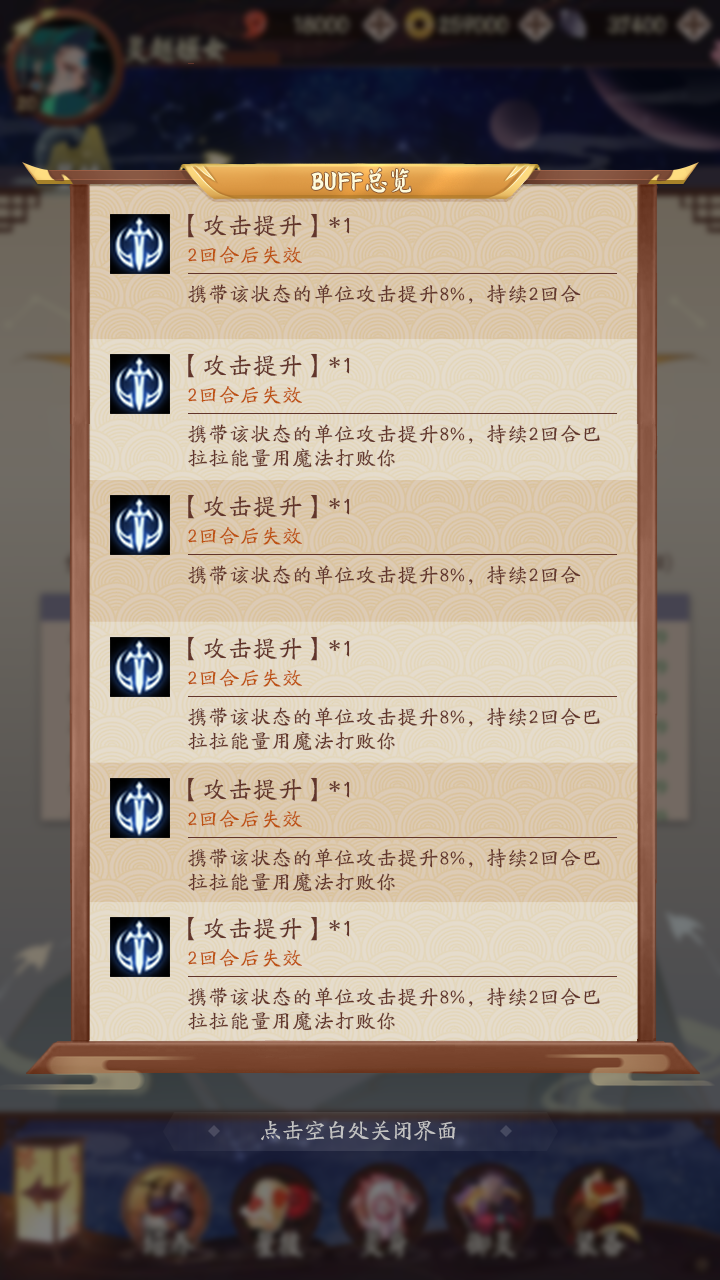 18000
259000
37400
BUFF总览
【攻击提升】*1
2回合后失效
携带该状态的单位攻击提升8%，持续2回合
【攻击提升】*1
2回合后失效
携带该状态的单位攻击提升8%，持续2回合巴
拉拉能量用魔法打败你
【攻击提升】*1
2回合后失效
携带该状态的单位攻击提升8%，持续2回合
【攻击提升】*1
2回合后失效
携带该状态的单位攻击提升8%，持续2回合巴
拉拉能量用魔法打败你
【攻击提升】*1
2回合后失效
携带该状态的单位攻击提升8%，持续2回合巴
拉拉能量用魔法打败你
【攻击提升】*1
2回合后失效
携带该状态的单位攻击提升8%，持续2回合巴
拉拉能量用魔法打败你
点击空白处关闭界面